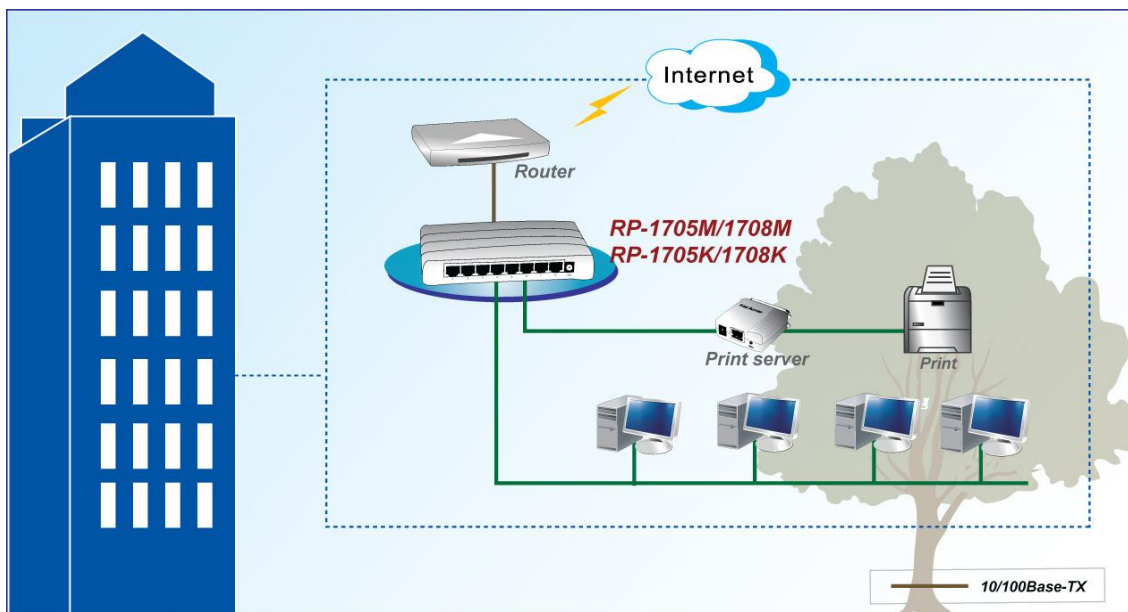 Internet
Router
RP-1705M/1708M
RP-1705K/1708K
Print server
Print
10/100Base-TX